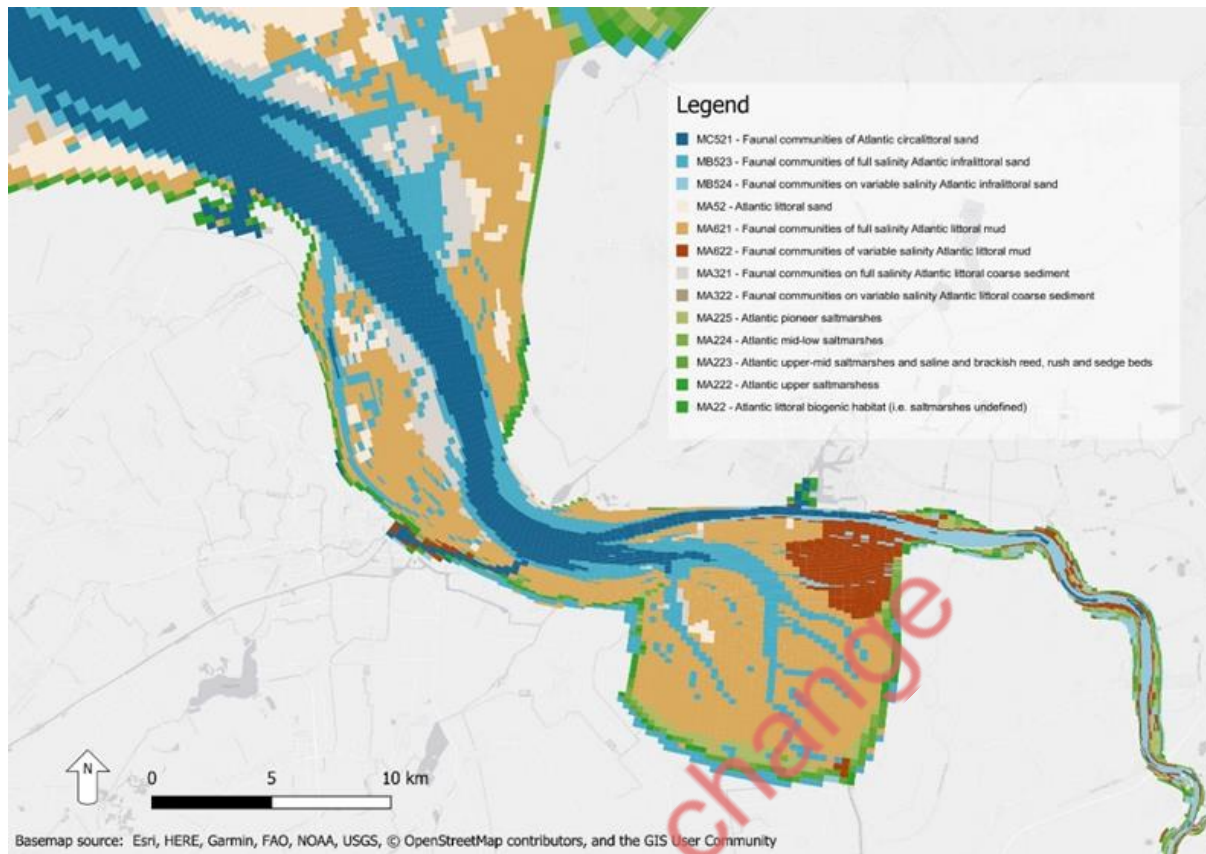 Legend
MC521 - Faunal communities of Atlantic circalittoral sand
MB523 - Faunal communities of full salinity Atlantic infralittoral sand
MB524 - Faunal communities on variable salinity Atlantic infralittoral sand
MA52 - Atlantic littoral sand
MA621 - Faunal communities of full salinity Atlantic littoral mud
MA622 - Faunal communities of variable salinity Atlantic littoral mud
MA321 - Faunal communities on full salinity Atlantic littoral coarse sediment
MA322 - Faunal communities on variable salinity Atlantic littoral coarse sediment
MA225 - Atlantic pioneer saltmarshes
MA224 - Atlantic mid-low saltmarshes
MA223 - Atlantic upper-mid saltmarshes and saline and brackish reed, rush and sedge beds
MA222 - Atlantic upper saltmarshess
MA22 - Atlantic littoral biogenic habitat (i.e. saltmarshes undefined)
change
N
0 5 10 km
Basemap source: Esri, HERE, Garmin, FAO, NOAA, USGS, © OpenStreetMap contributors, and the GIS User Community